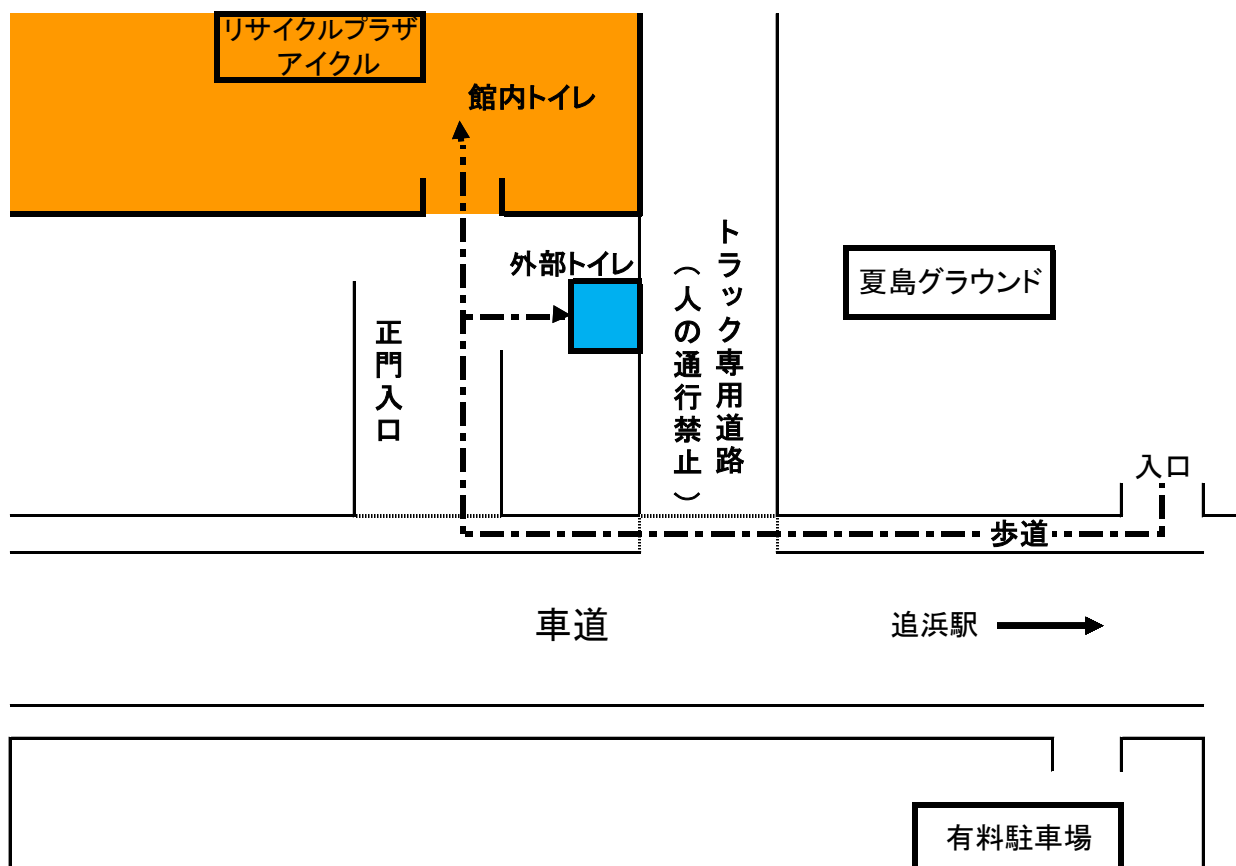 リサイクルプラザ
アイクル
館内トイレ
外部トイレ
トラック専用道路
（人の通行禁止）
夏島グラウンド
正門入口
入口
歩道
車道
追浜駅
有料駐車場